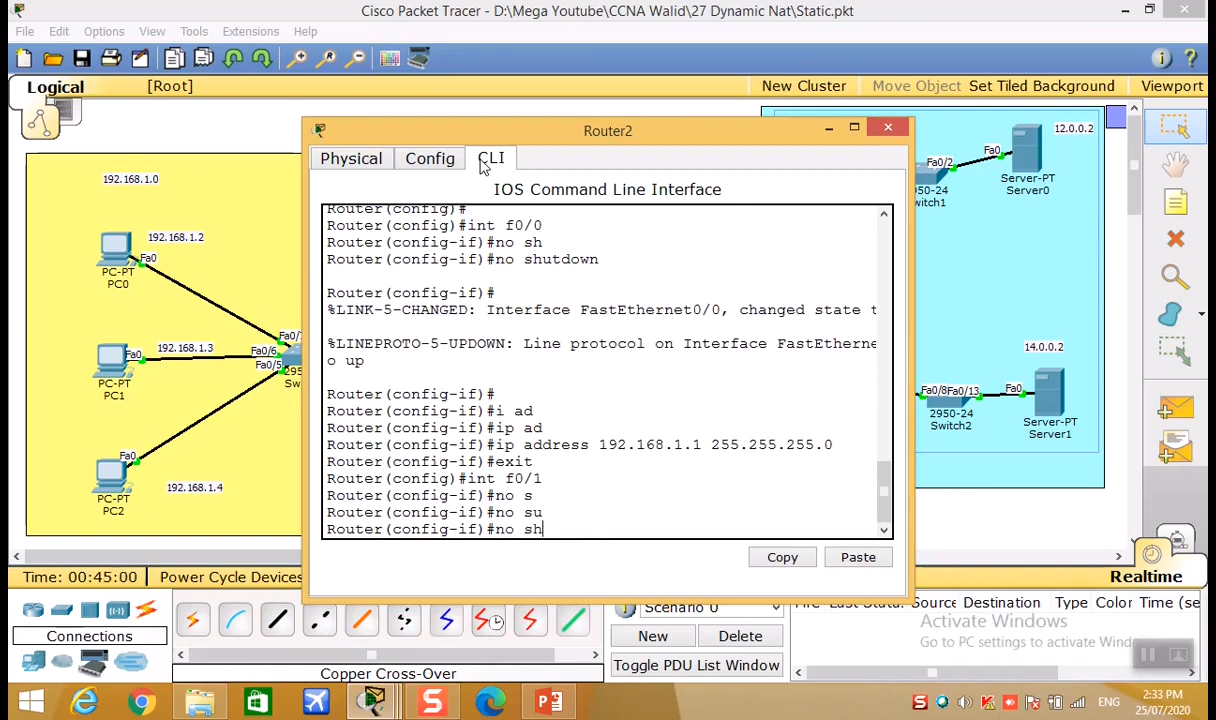 Cisco Packet Tracer - D:\Mega Youtube\CCNA Walid\27 Dynamic Nat\Static.pkt
File Edit Options View Tools Extensions Help
Logical [Root] New Cluster Move Object Set Tiled Background Viewport
192.168.1.0
192.168.1.2
Fa0
PC-PT
PC0
192.168.1.3
Fa0
PC-PT
PC1
Fa0
PC-PT
PC2
192.168.1.4
Fa0/6
Fa0/5
Router2
Physical Config CLI
IOS Command Line Interface
Router(config)#
Router(config)#int f0/0
Router(config-if)#no sh
Router(config-if)#no shutdown
Router(config-if)#
%LINK-5-CHANGED: Interface FastEthernet0/0, changed state t
%LINEPROTO-5-UPDOWN: Line protocol on Interface FastEtherne
o up
Router(config-if)#
Router(config-if)#i ad
Router(config-if)#ip ad
Router(config-if)#ip address 192.168.1.1 255.255.255.0
Router(config-if)#exit
Router(config)#int f0/1
Router(config-if)#no s
Router(config-if)#no su
Router(config-if)#no sh
Copy Paste
12.0.0.2
Fa0/2
Fa0
950-24
witch1
Server-PT
Server0
14.0.0.2
Fa0/8Fa0/13
Fa0
2950-24
Switch2
Server-PT
Server1
Time: 00:45:00 Power Cycle Devices
Realtime
Connections
Copper Cross-Over
Scenario 0
New Delete
Toggle PDU List Window
Last Status Source Destination Type Color Time (se
Activate Windows
Go to PC settings to activate Wind
ENG
2:33 PM
25/07/2020